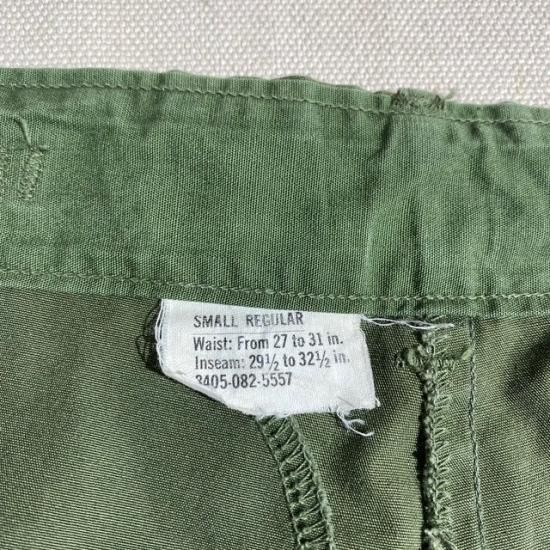 SMALL REGULAR
Waist: From 27 to 31 in.
Inseam: 29½ to 32½ in.
8405-082-5557